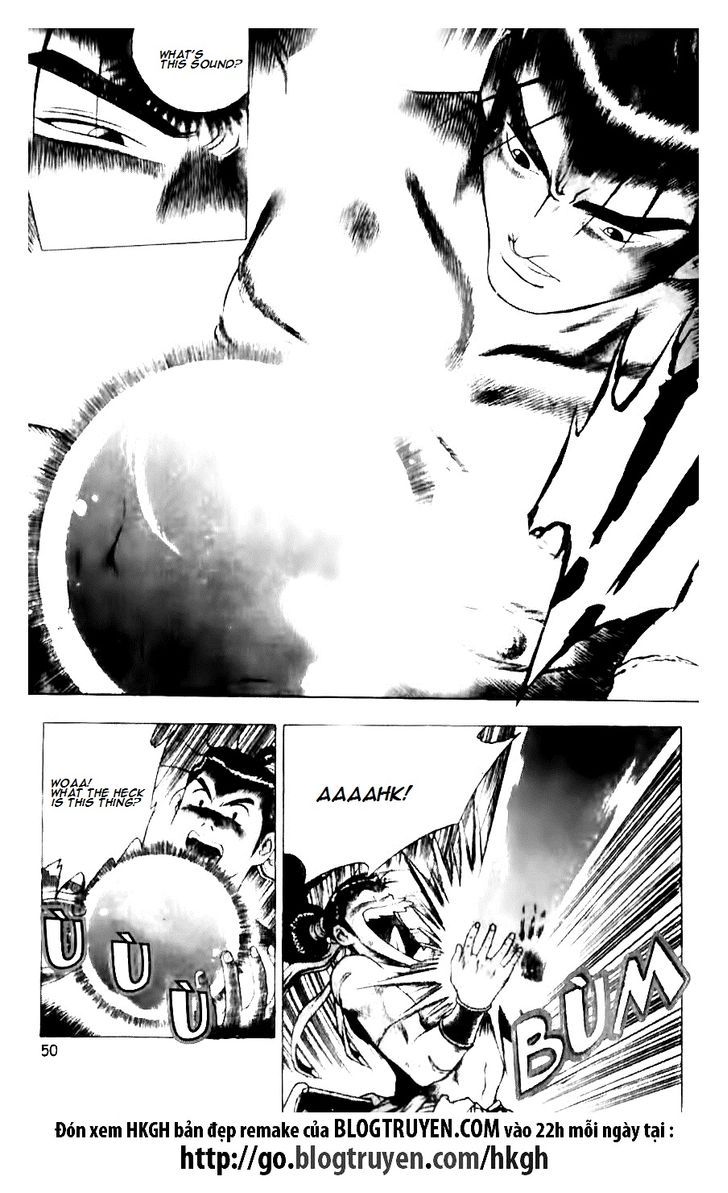 WHAT'S
THIS SOUND?
WOAA!
WHAT THE HECK
IS THIS THING?
Ù Ù Ù
AAAAHK!
BÙM
50
Đón xem HKGH bản đẹp remake của BLOGTRUYEN.COM vào 22h mỗi ngày tại :
http://go.blogtruyen.com/hkgh